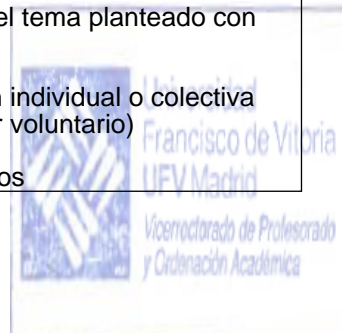 el tema planteado con
individual o colectiva
voluntario)
os
Universidad
Francisco de Vitoria
UFV Madrid
Vicerrectorado de Profesorado
y Ordenación Académica